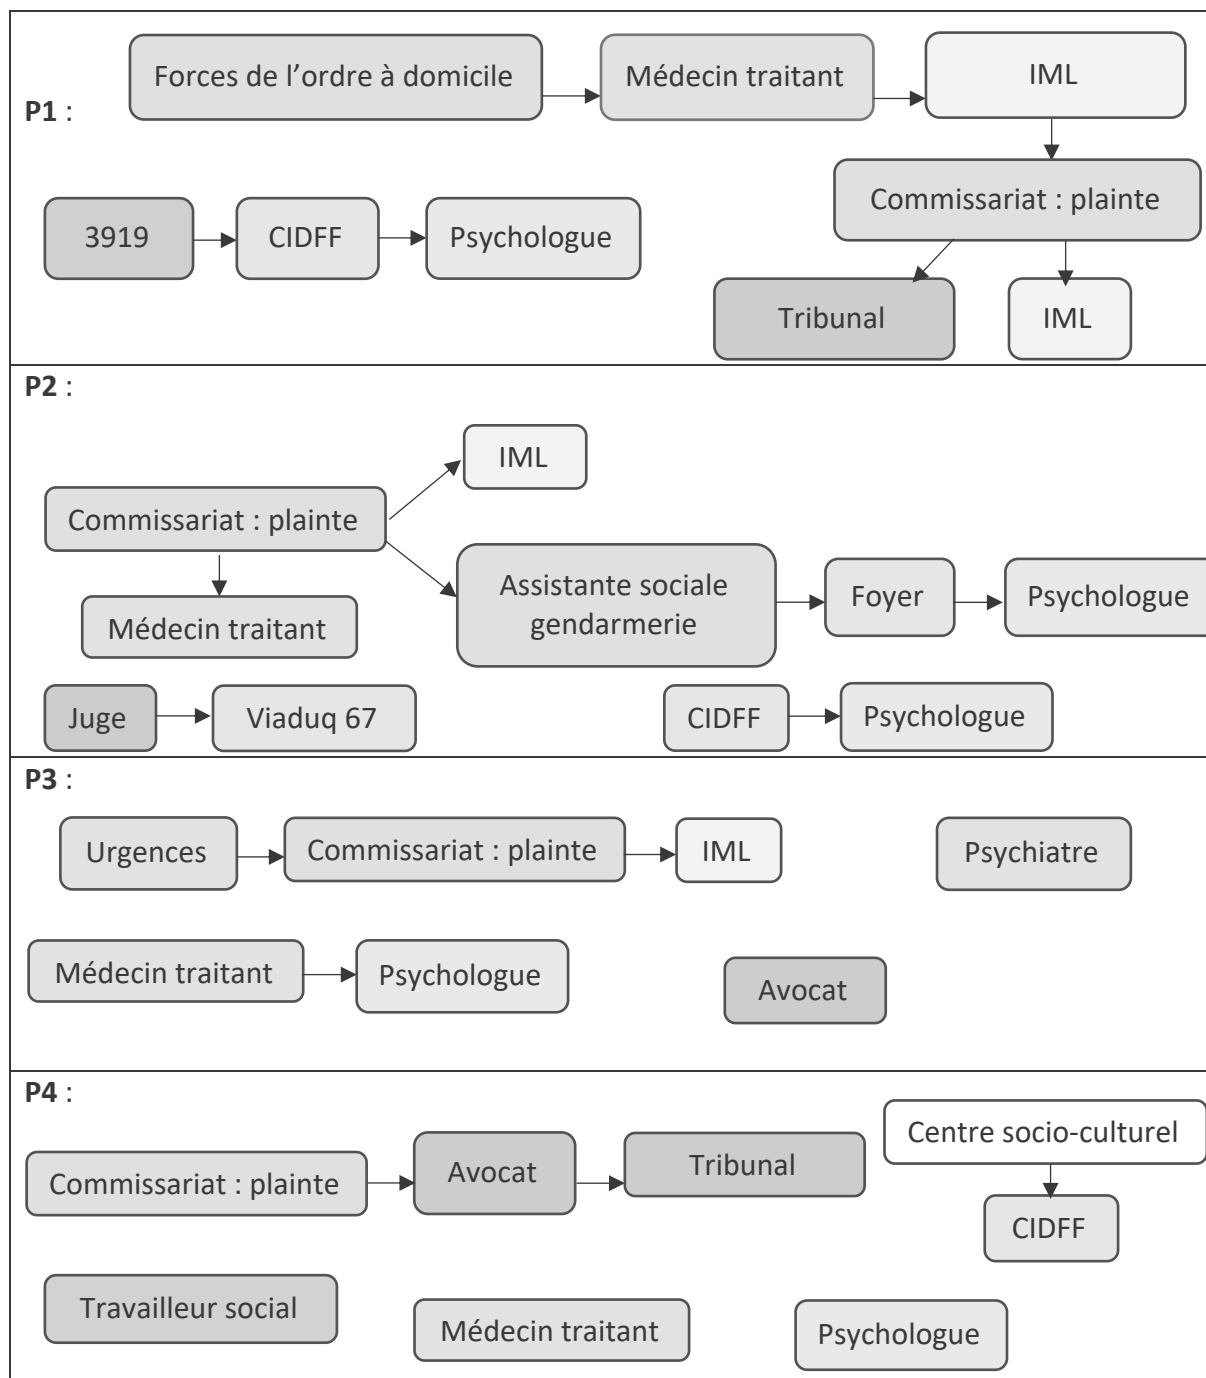 P1 :
Forces de l'ordre à domicile
Médecin traitant
IML
Commissariat : plainte
3919
CIDFF
Psychologue
Tribunal
IML
P2 :
IML
Commissariat : plainte
Assistante sociale
gendarmerie
Foyer
Psychologue
Médecin traitant
Juge
Viaduq 67
CIDFF
Psychologue
P3 :
Urgences
Commissariat : plainte
IML
Psychiatre
Médecin traitant
Psychologue
Avocat
P4 :
Centre socio-culturel
Commissariat : plainte
Avocat
Tribunal
CIDFF
Travailleur social
Médecin traitant
Psychologue